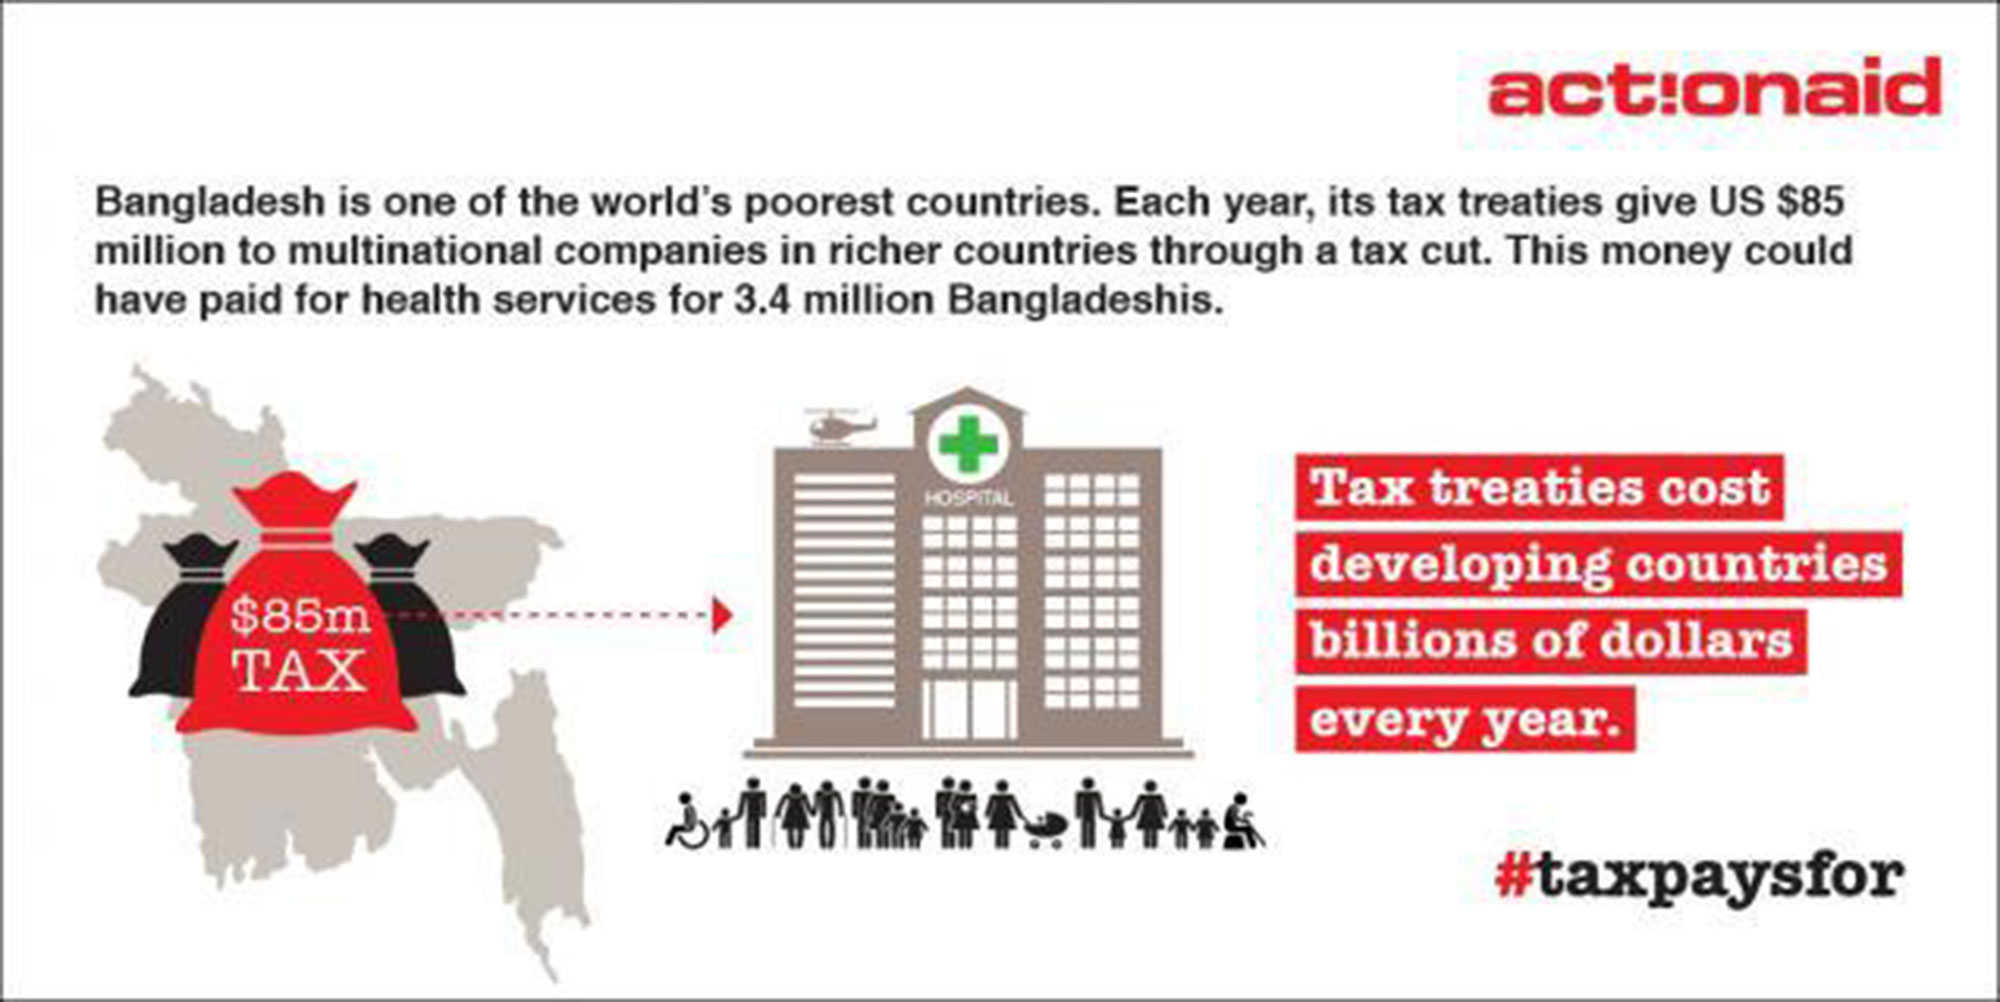 act!onaid
Bangladesh is one of the world's poorest countries. Each year, its tax treaties give US $85
million to multinational companies in richer countries through a tax cut. This money could
have paid for health services for 3.4 million Bangladeshis.
HOSPITAL
$85m
TAX
Tax treaties cost
developing countries
billions of dollars
every year.
#taxpaysfor